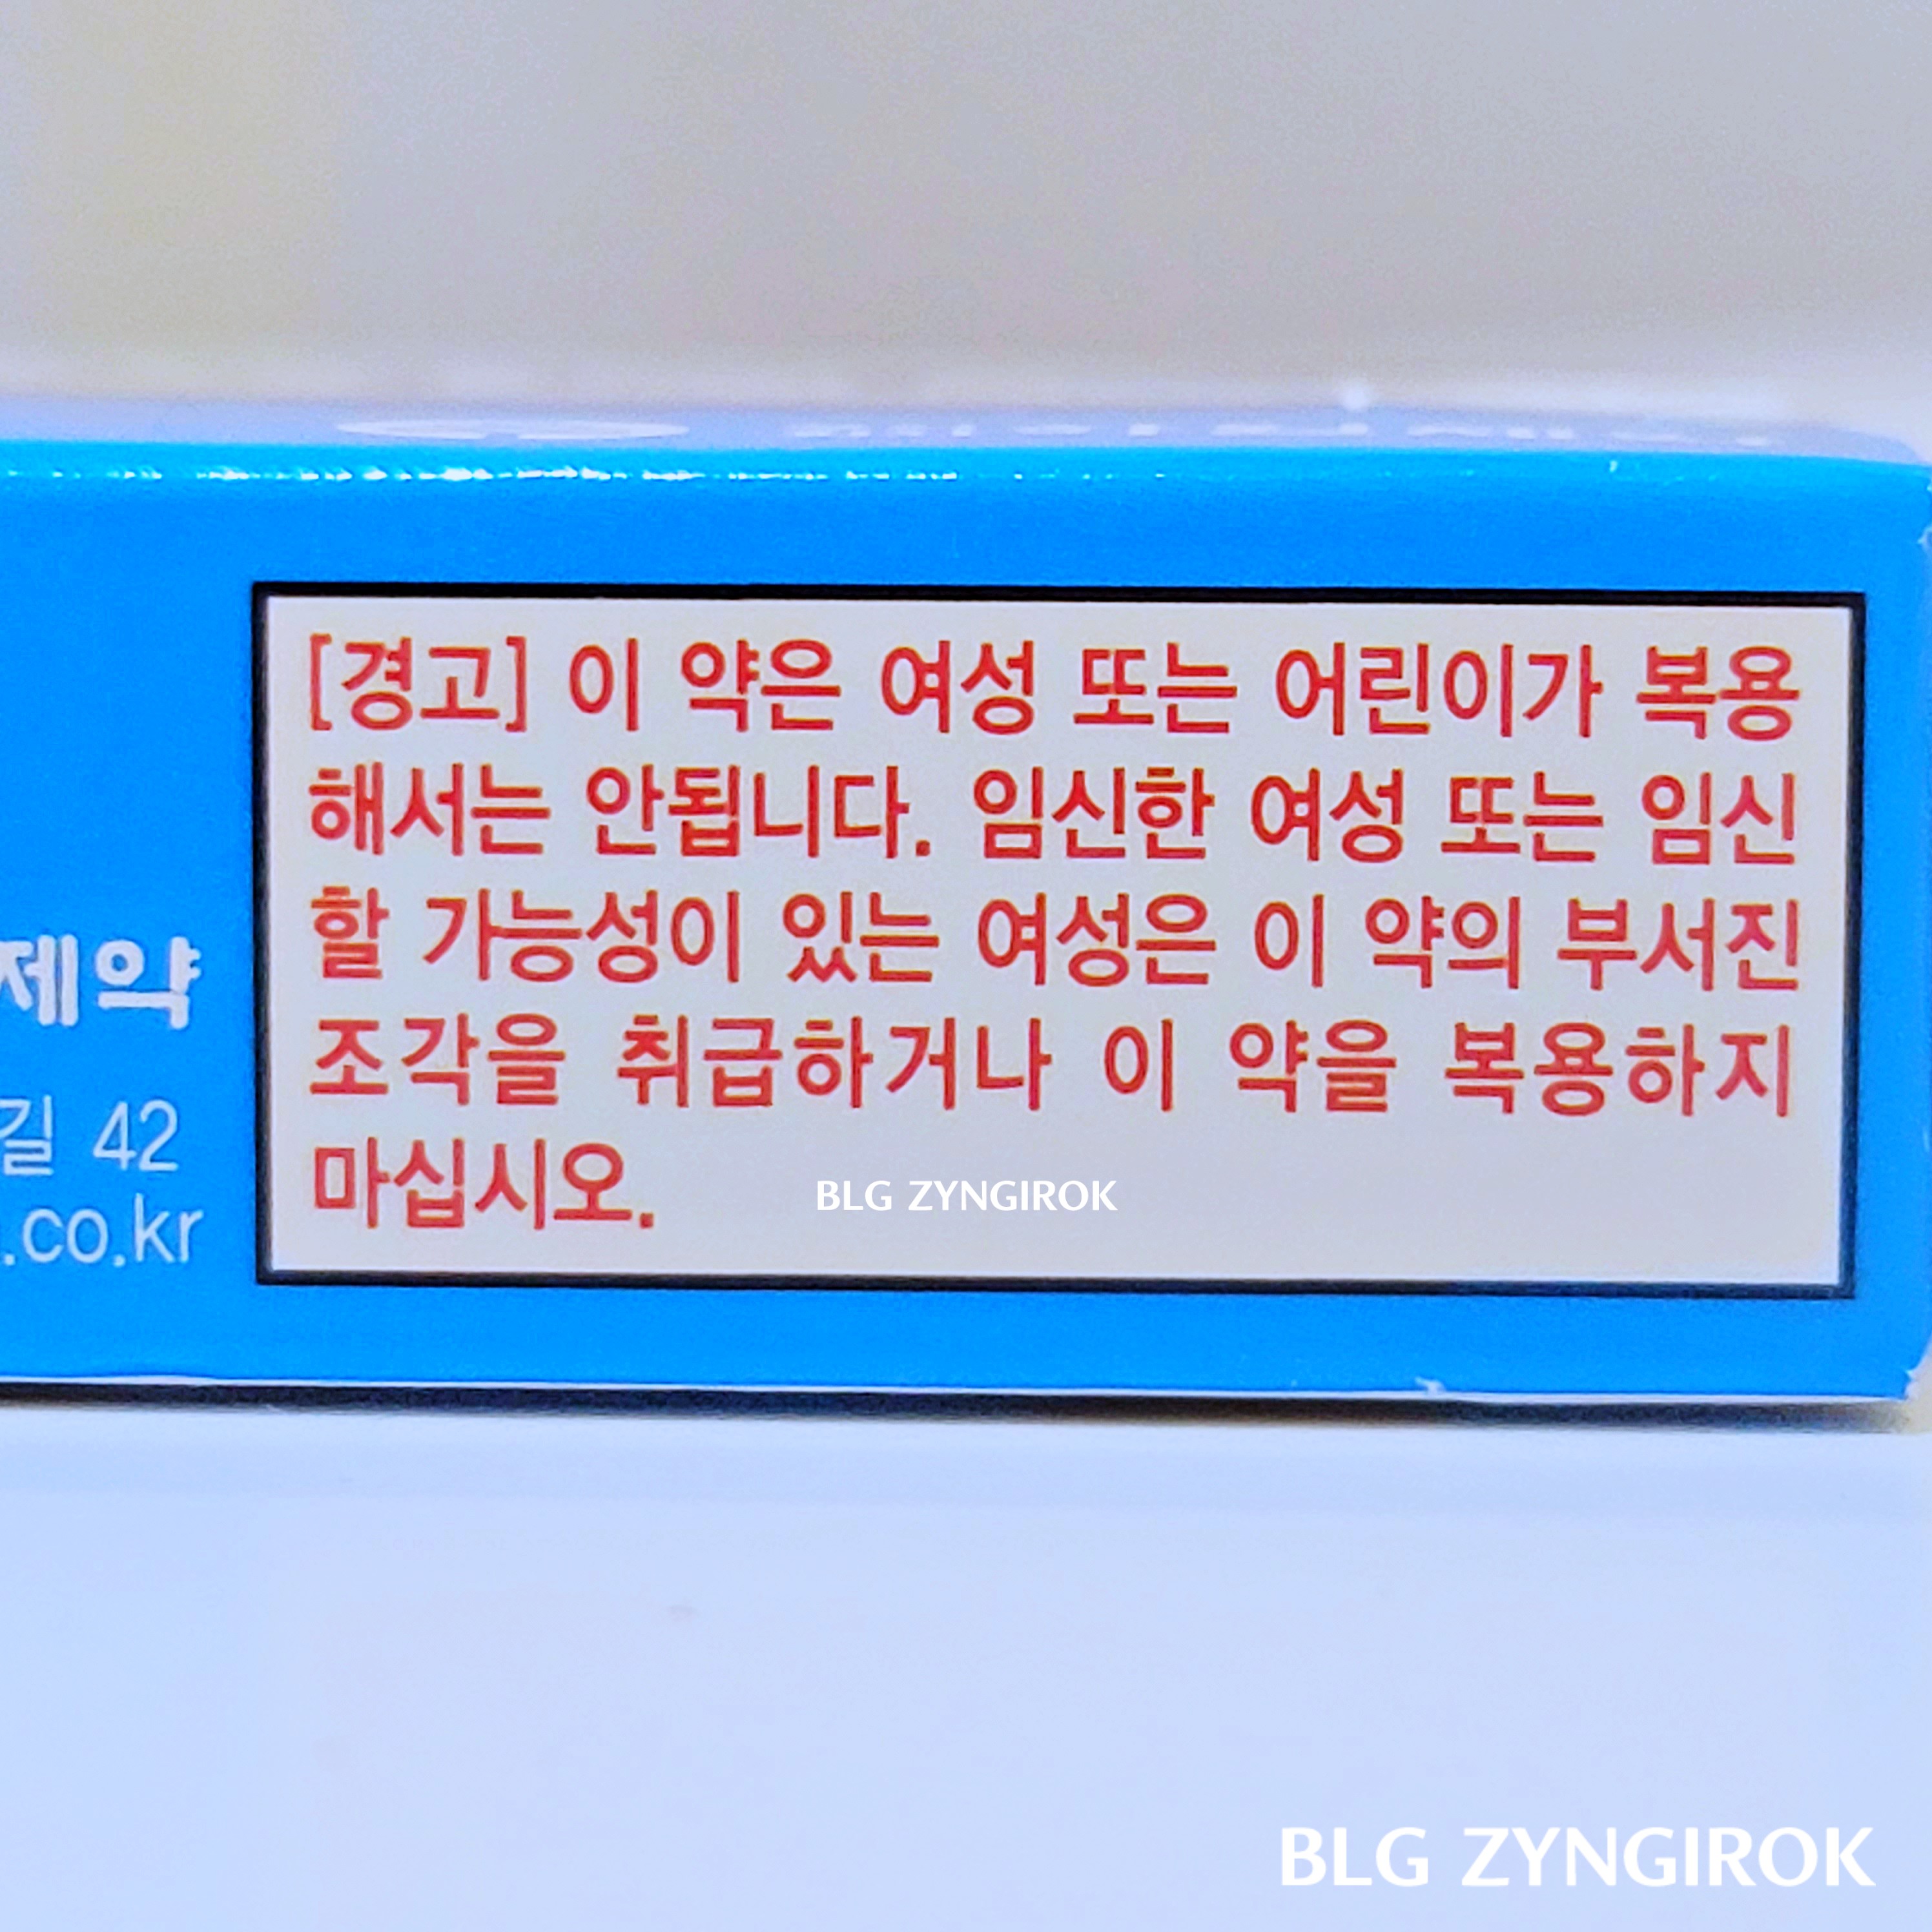 [경고] 이 약은 여성 또는 어린이가 복용
해서는 안됩니다. 임신한 여성 또는 임신
할 가능성이 있는 여성은 이 약의 부서진
조각을 취급하거나 이 약을 복용하지
마십시오.
BLG ZYNGIROK
제약
길 42
.co.kr
BLG ZYNGIROK